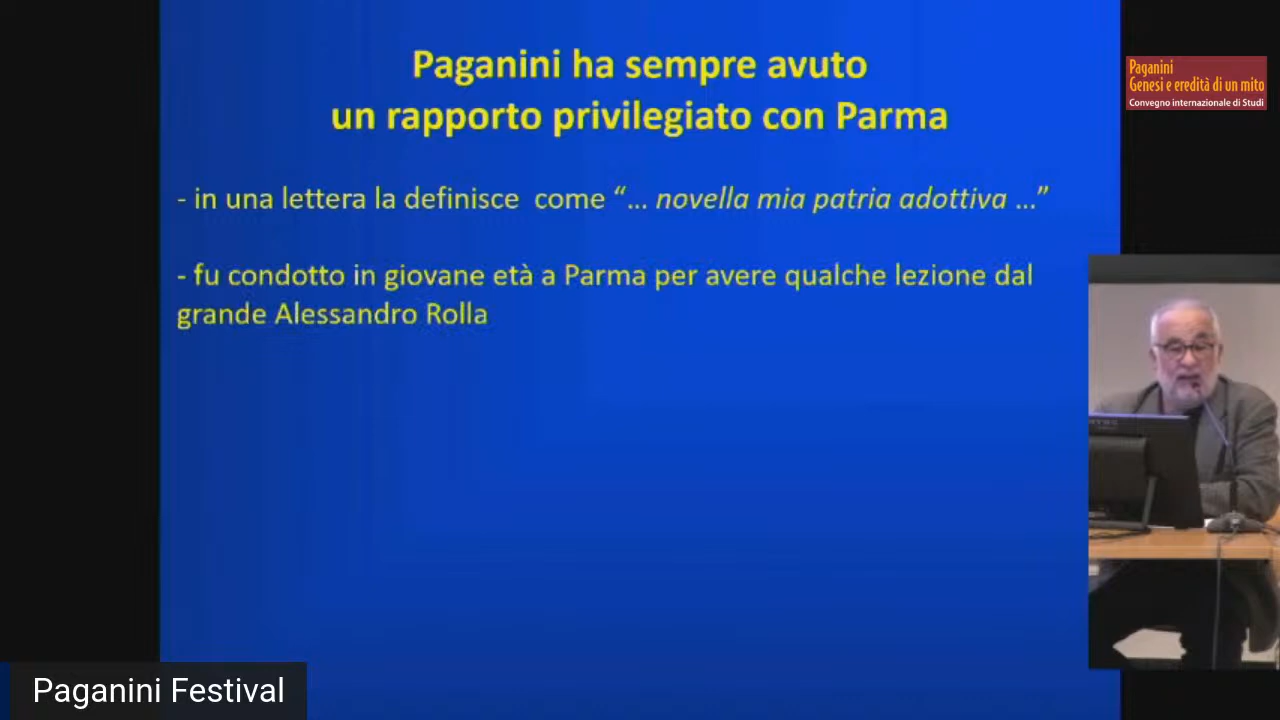 Paganini ha sempre avuto
un rapporto privilegiato con Parma
- in una lettera la definisce come “... novella mia patria adottiva ...”
- fu condotto in giovane età a Parma per avere qualche lezione dal
grande Alessandro Rolla
Paganini
Genesi e eredità di un mito
Convegno internazionale di Studi
Paganini Festival